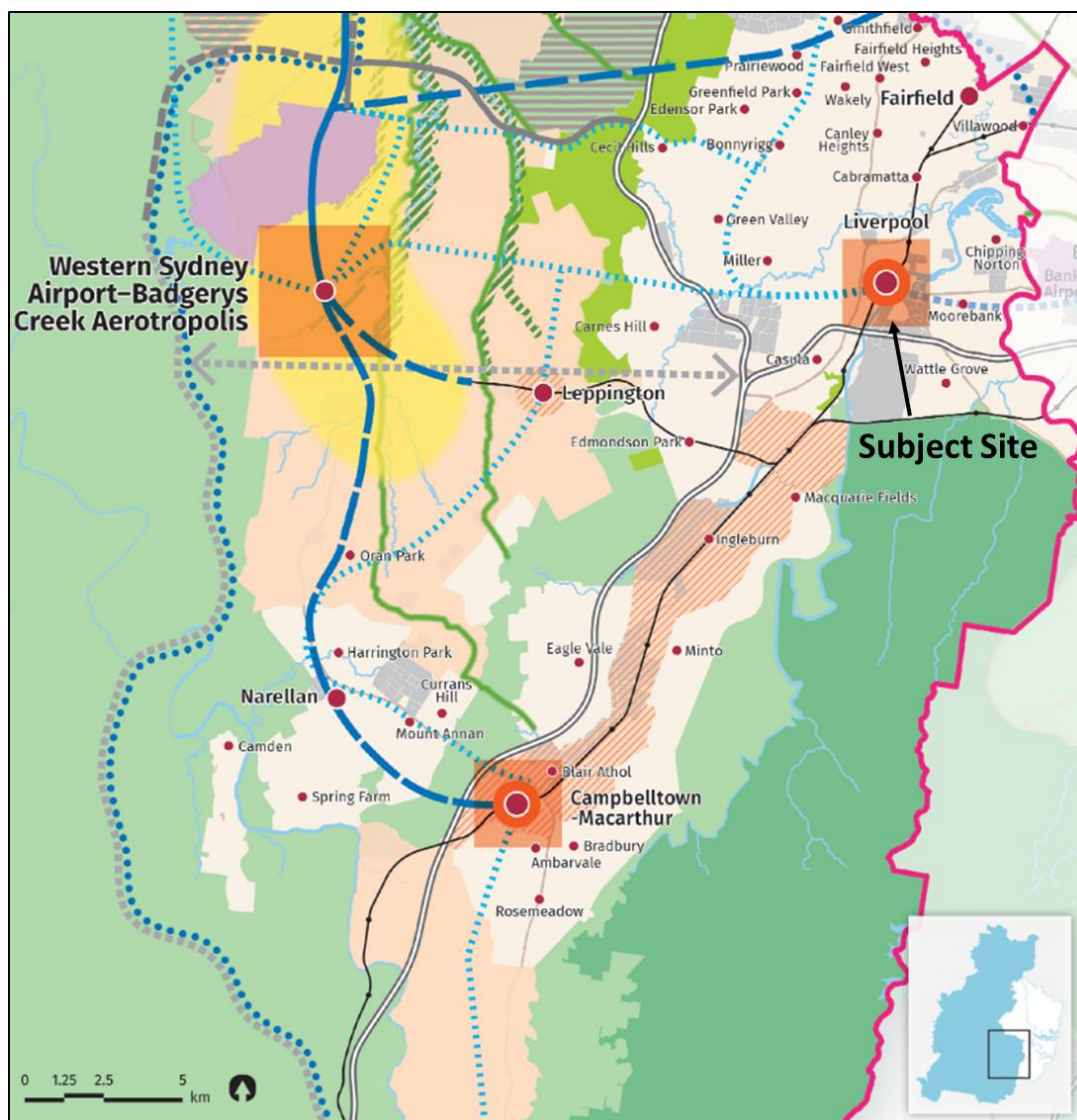 Smithfield
Fairfield Heights
Prairiewood
Fairfield West
Greenfield Park
Wakely
Fairfield
Edensor Park
Villawood
Canley
Heights
Cecil Hills
Bonnyrigg
Cabramatta
Green Valley
Liverpool
Miller
Chipping
Norton
Western Sydney
Airport–Badgerys
Creek Aerotropolis
Moorebank
Carnes Hill
Casula
Wattle Grove
Leppington
Edmondson Park
Subject Site
Macquarie Fields
Ingleburn
Oran Park
Harrington Park
Eagle Vale
Minto
Currans
Hill
Narellan
Mount Annan
Camden
Blair Athol
Spring Farm
Campbelltown
-Macarthur
Bradbury
Ambarvale
Rosemeadow
0 1.25 2.5 5
km